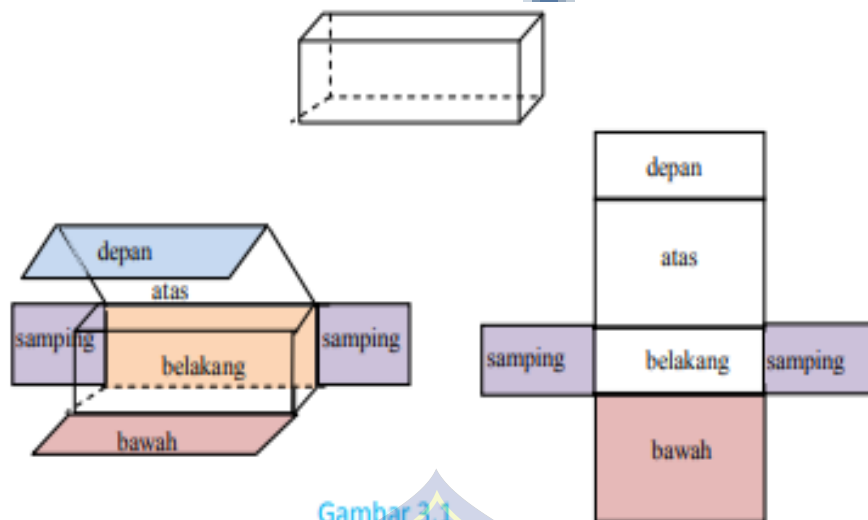 depan
atas
samping
belakang
samping
bawah
depan
atas
samping
belakang
samping
bawah
Gambar 3.1